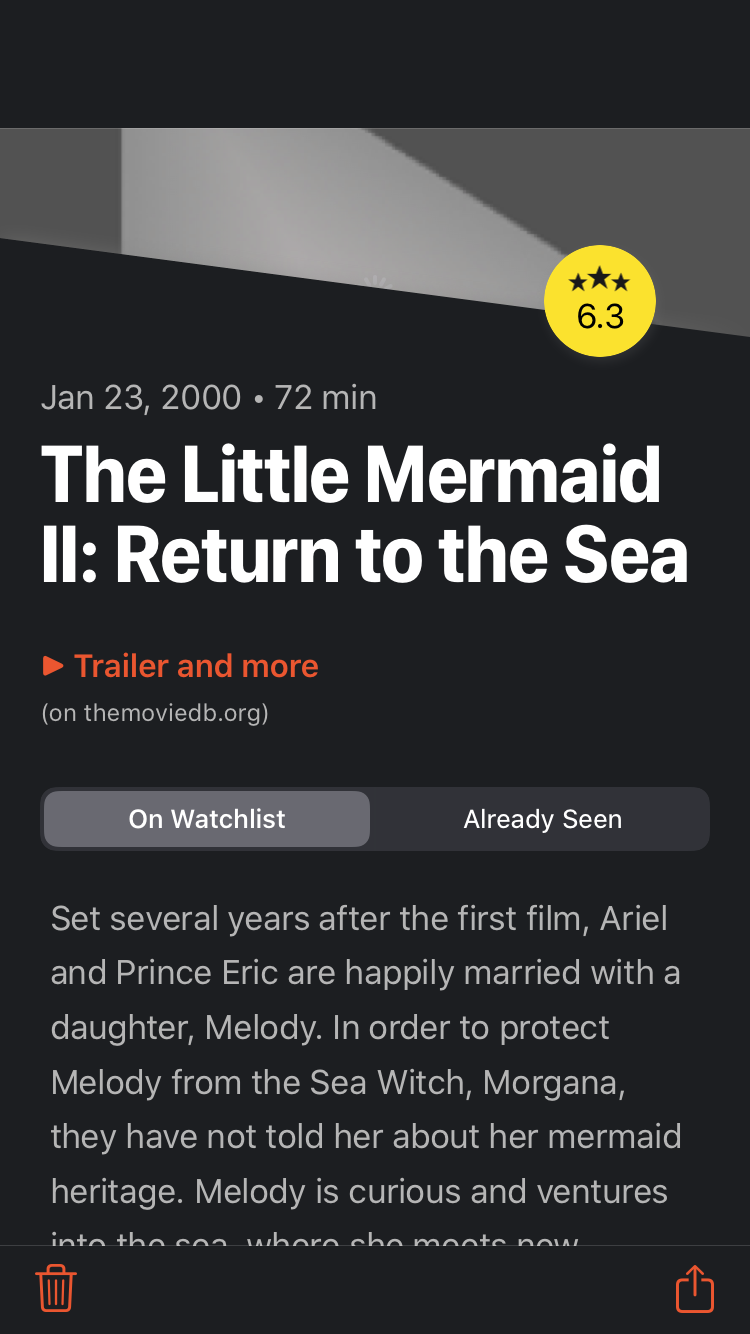 6.3
Jan 23, 2000 • 72 min
The Little Mermaid
II: Return to the Sea
Trailer and more
(on themoviedb.org)
On Watchlist
Already Seen
Set several years after the first film, Ariel
and Prince Eric are happily married with a
daughter, Melody. In order to protect
Melody from the Sea Witch, Morgana,
they have not told her about her mermaid
heritage. Melody is curious and ventures
into the sea, where she meets new